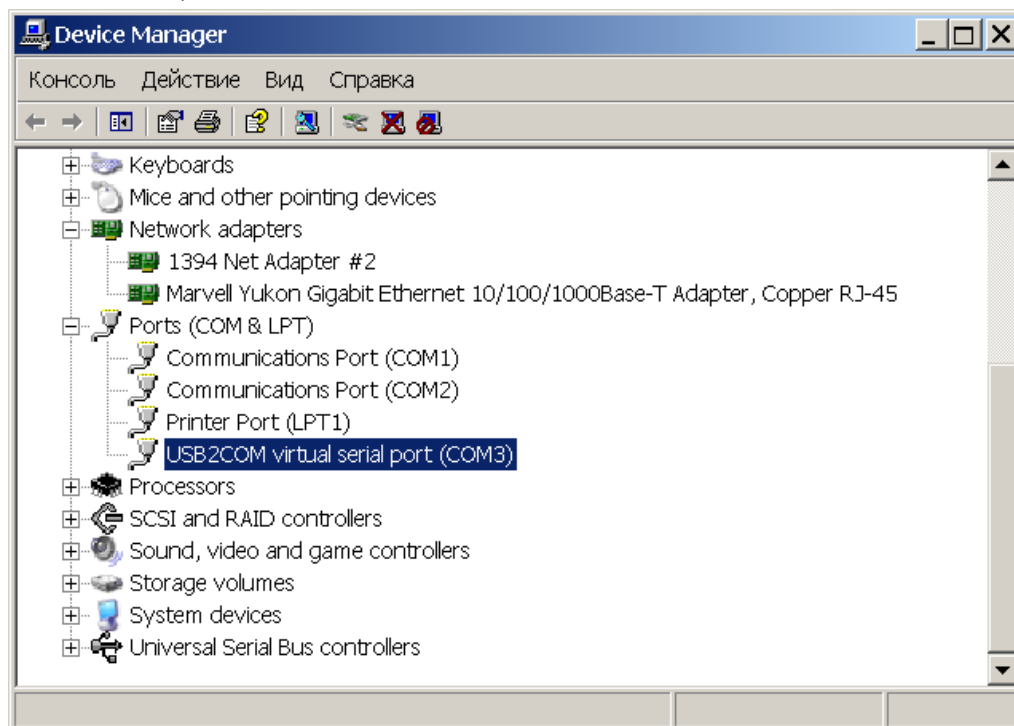 Device Manager
Консоль Действие Вид Справка
Keyboards
Mice and other pointing devices
Network adapters
1394 Net Adapter #2
Marvell Yukon Gigabit Ethernet 10/100/1000Base-T Adapter, Copper RJ-45
Ports (COM & LPT)
Communications Port (COM1)
Communications Port (COM2)
Printer Port (LPT1)
USB2COM virtual serial port (COM3)
Processors
SCSI and RAID controllers
Sound, video and game controllers
Storage volumes
System devices
Universal Serial Bus controllers